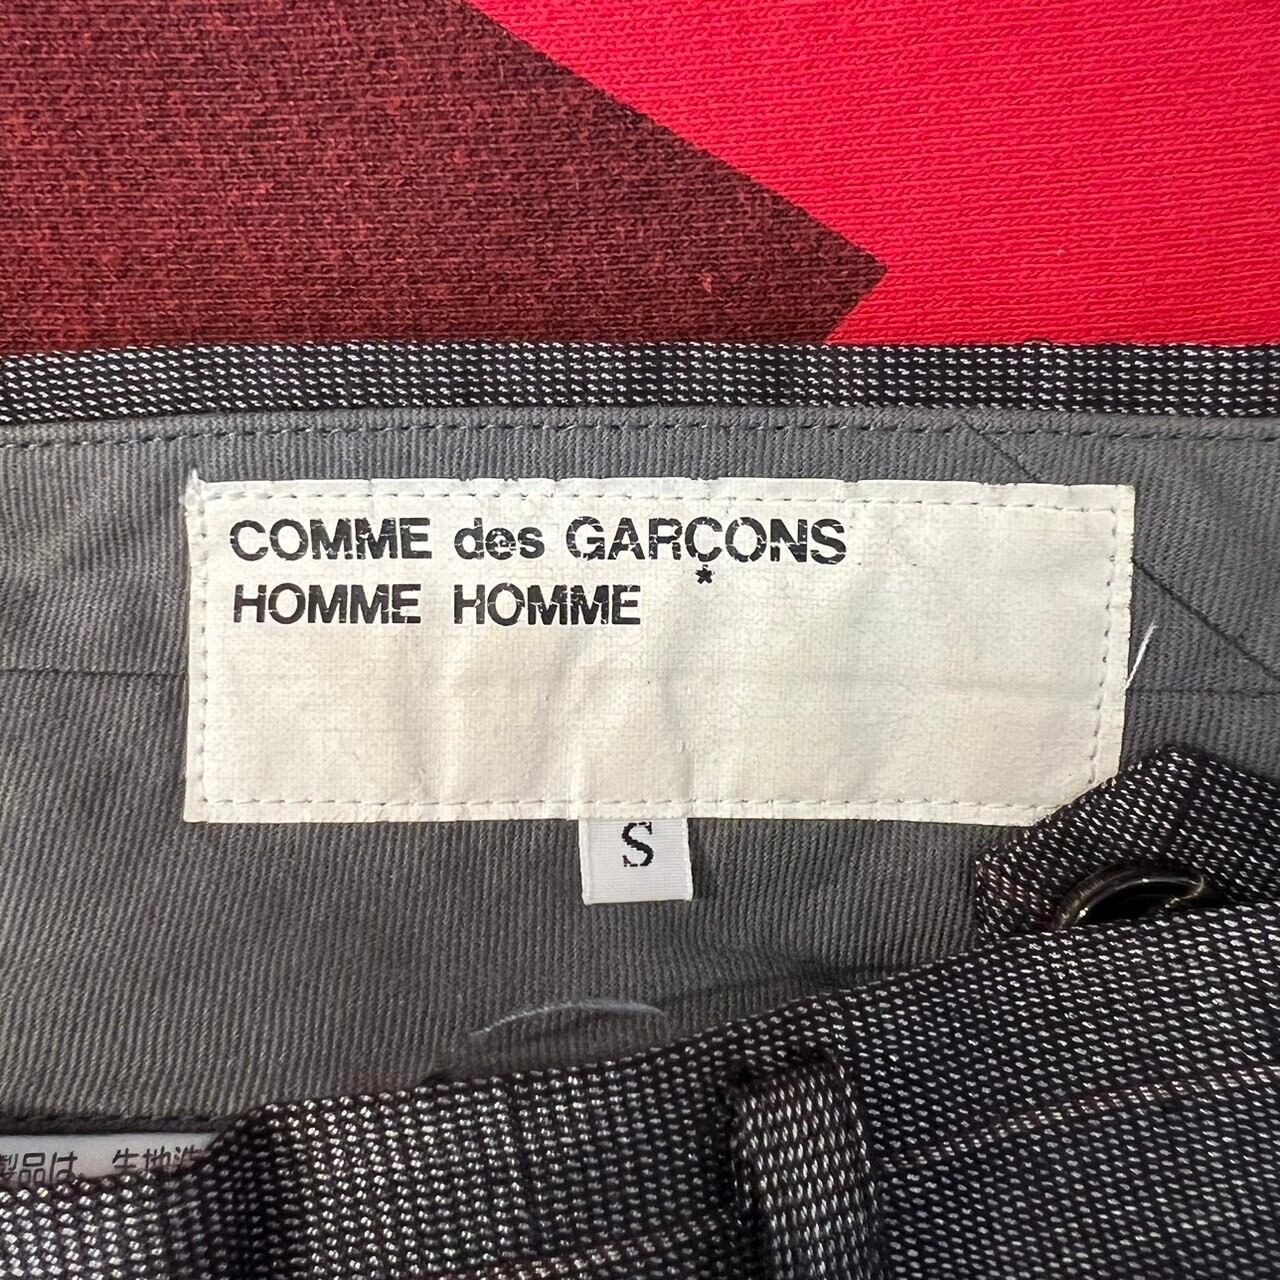 COMME des GARÇONS
HOMME HOMME
S
製品は、生地洗